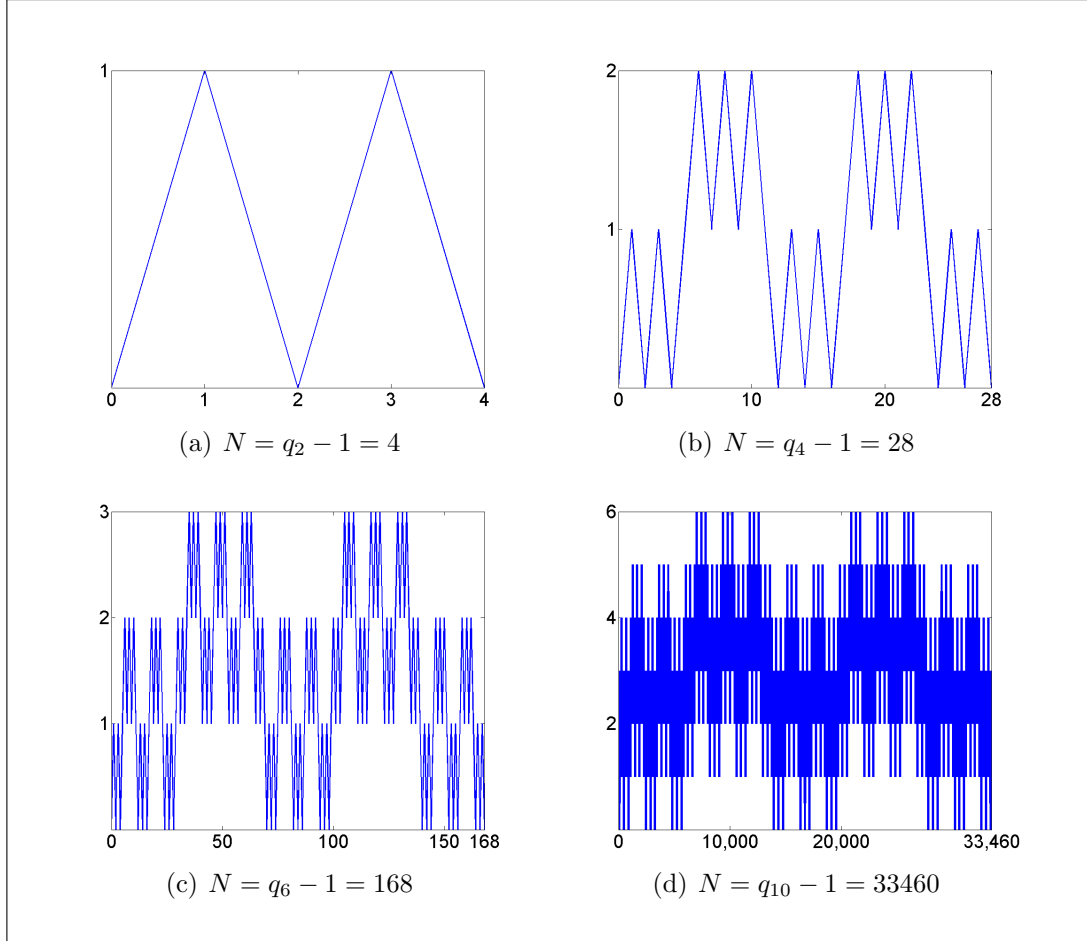 1
0 1 2 3 4
(a) N = q₂ − 1 = 4
2
1
0 10 20 28
(b) N = q₄ − 1 = 28
3
2
1
0 50 100 150 168
(c) N = q₆ − 1 = 168
6
4
2
0 10,000 20,000 33,460
(d) N = q₁₀ − 1 = 33460